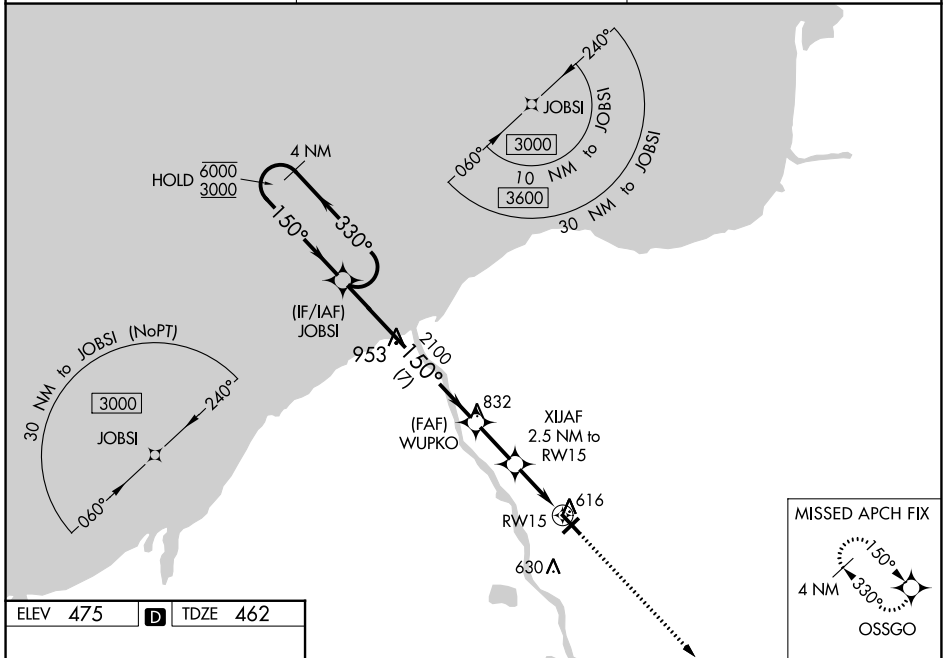 240°
JOBSI
060°
3000
10 NM to JOBSI
3600
30 NM to JOBSI
4 NM
HOLD 6000
3000
150°
330°
(IF/IAF)
JOBSI
30 NM to JOBSI (NoPT)
3000
240°
JOBSI
060°
953
2100
150°
(7)
832
(FAF)
WUPKO
XIJAF
2.5 NM to
RW15
616
RW15
630
MISSED APCH FIX
150°
4 NM
330°
OSSGO
ELEV 475 D TDZE 462